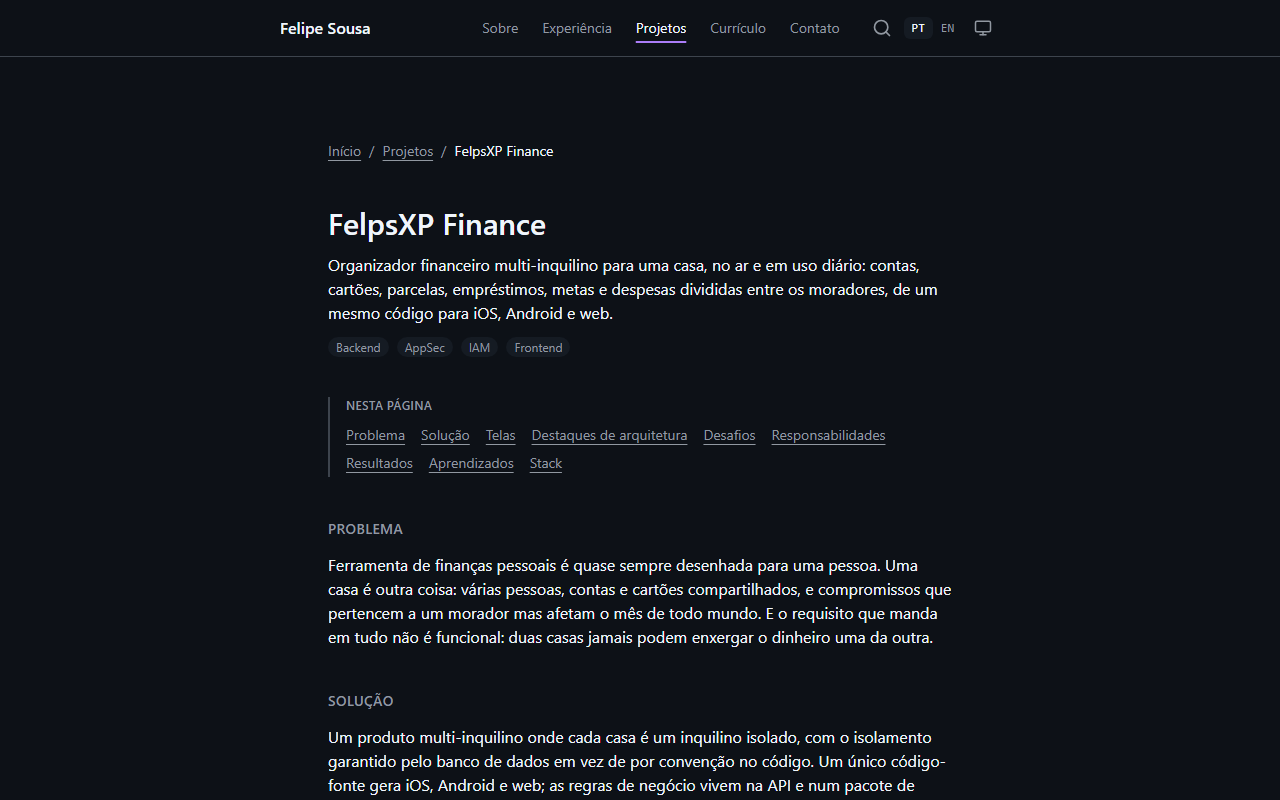 Felipe Sousa
Sobre Experiência Projetos Currículo Contato PT EN
Início / Projetos / FelpsXP Finance
FelpsXP Finance
Organizador financeiro multi-inquilino para uma casa, no ar e em uso diário: contas,
cartões, parcelas, empréstimos, metas e despesas divididas entre os moradores, de um
mesmo código para iOS, Android e web.
Backend AppSec IAM Frontend
NESTA PÁGINA
Problema Solução Telas Destaques de arquitetura Desafios Responsabilidades
Resultados Aprendizados Stack
PROBLEMA
Ferramenta de finanças pessoais é quase sempre desenhada para uma pessoa. Uma
casa é outra coisa: várias pessoas, contas e cartões compartilhados, e compromissos que
pertencem a um morador mas afetam o mês de todo mundo. E o requisito que manda
em tudo não é funcional: duas casas jamais podem enxergar o dinheiro uma da outra.
SOLUÇÃO
Um produto multi-inquilino onde cada casa é um inquilino isolado, com o isolamento
garantido pelo banco de dados em vez de por convenção no código. Um único código-
fonte gera iOS, Android e web; as regras de negócio vivem na API e num pacote de